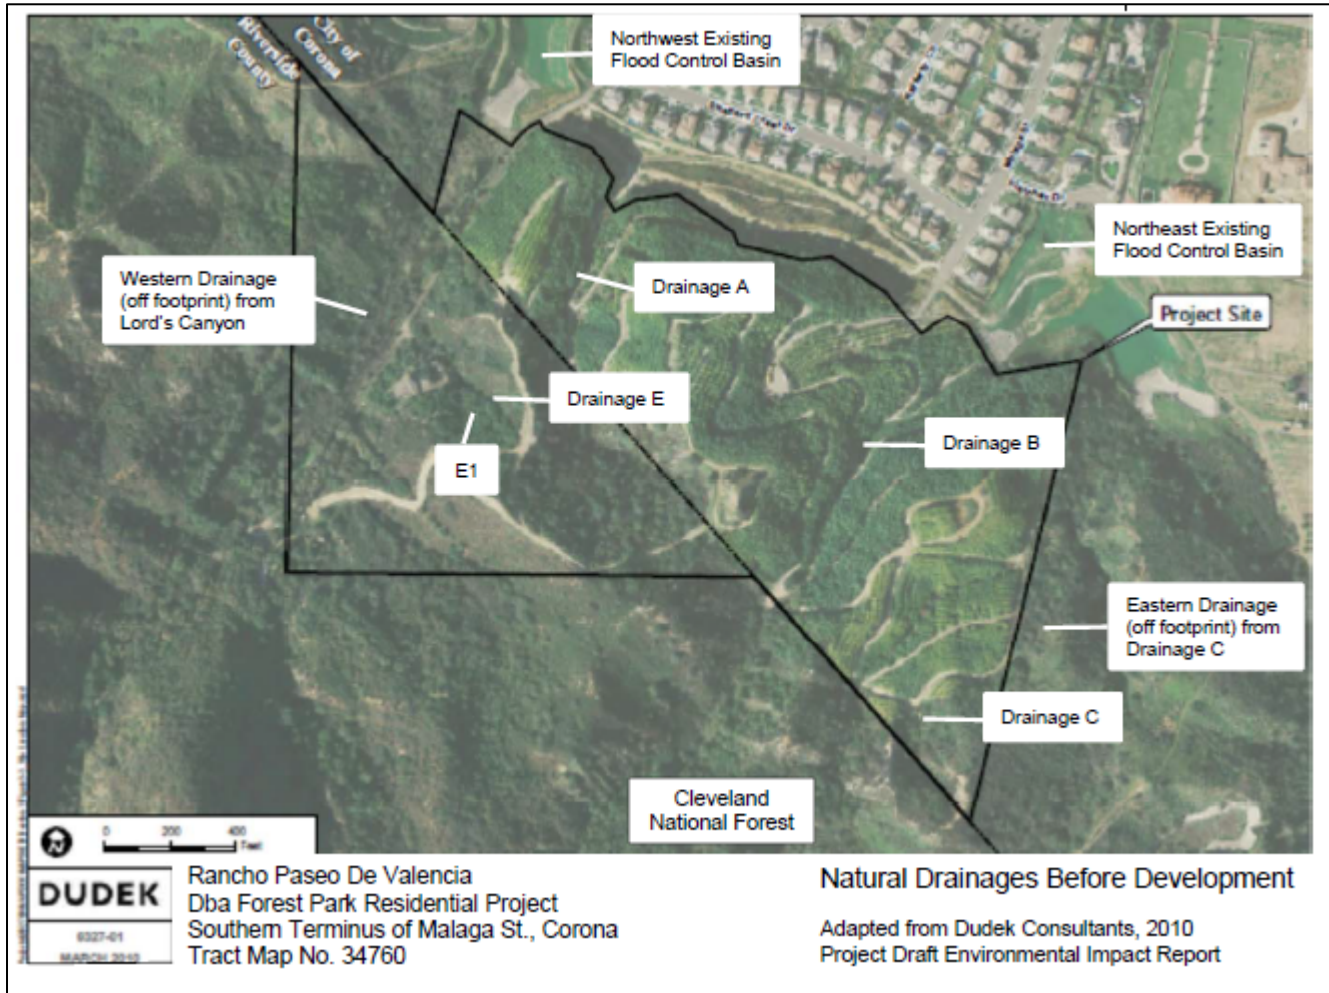 City of
Corona
Riverside
County
Northwest Existing
Flood Control Basin
Northeast Existing
Flood Control Basin
Western Drainage
(off footprint) from
Lord's Canyon
Drainage A
Project Site
Drainage E
Drainage B
E1
Eastern Drainage
(off footprint) from
Drainage C
Drainage C
Cleveland
National Forest
0 200 400
Feet
DUDEK
6327-01
MARCH 2010
Rancho Paseo De Valencia
Dba Forest Park Residential Project
Southern Terminus of Malaga St., Corona
Tract Map No. 34760
Natural Drainages Before Development
Adapted from Dudek Consultants, 2010
Project Draft Environmental Impact Report